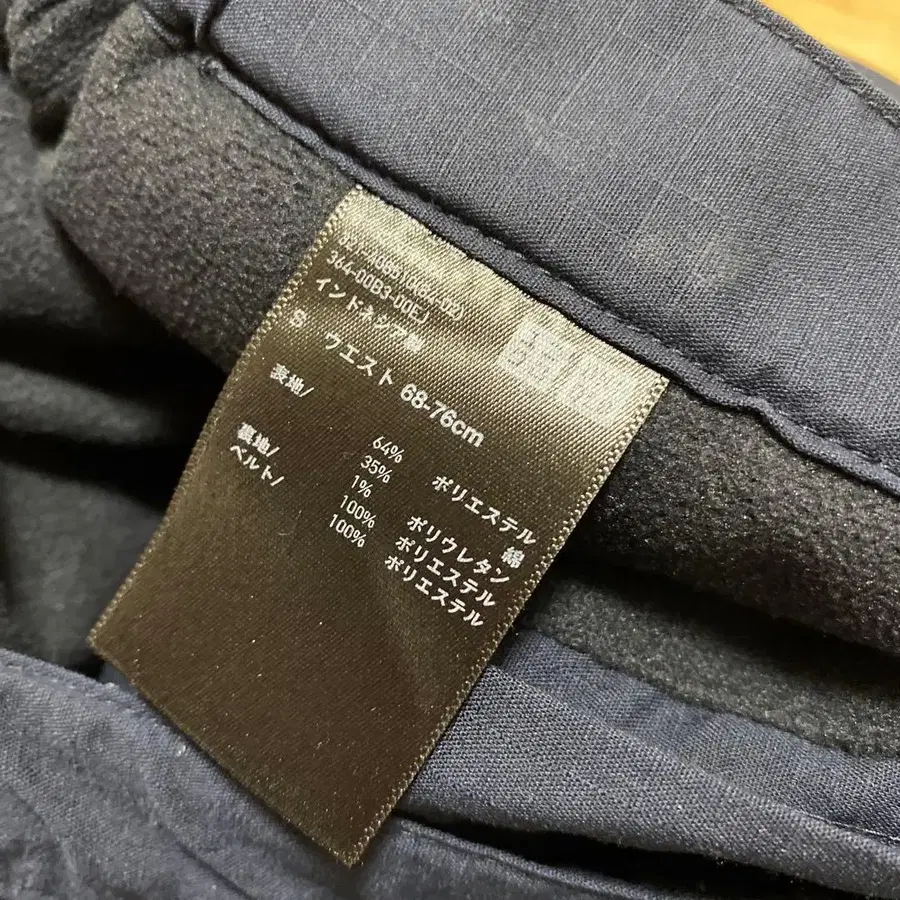 364-00B3-00EJ
インドネシア製
S ウエスト 68-76cm
表地/ 64% ポリエステル
35% 綿
1% ポリウレタン
裏地/ 100% ポリエステル
ベルト/ 100% ポリエステル